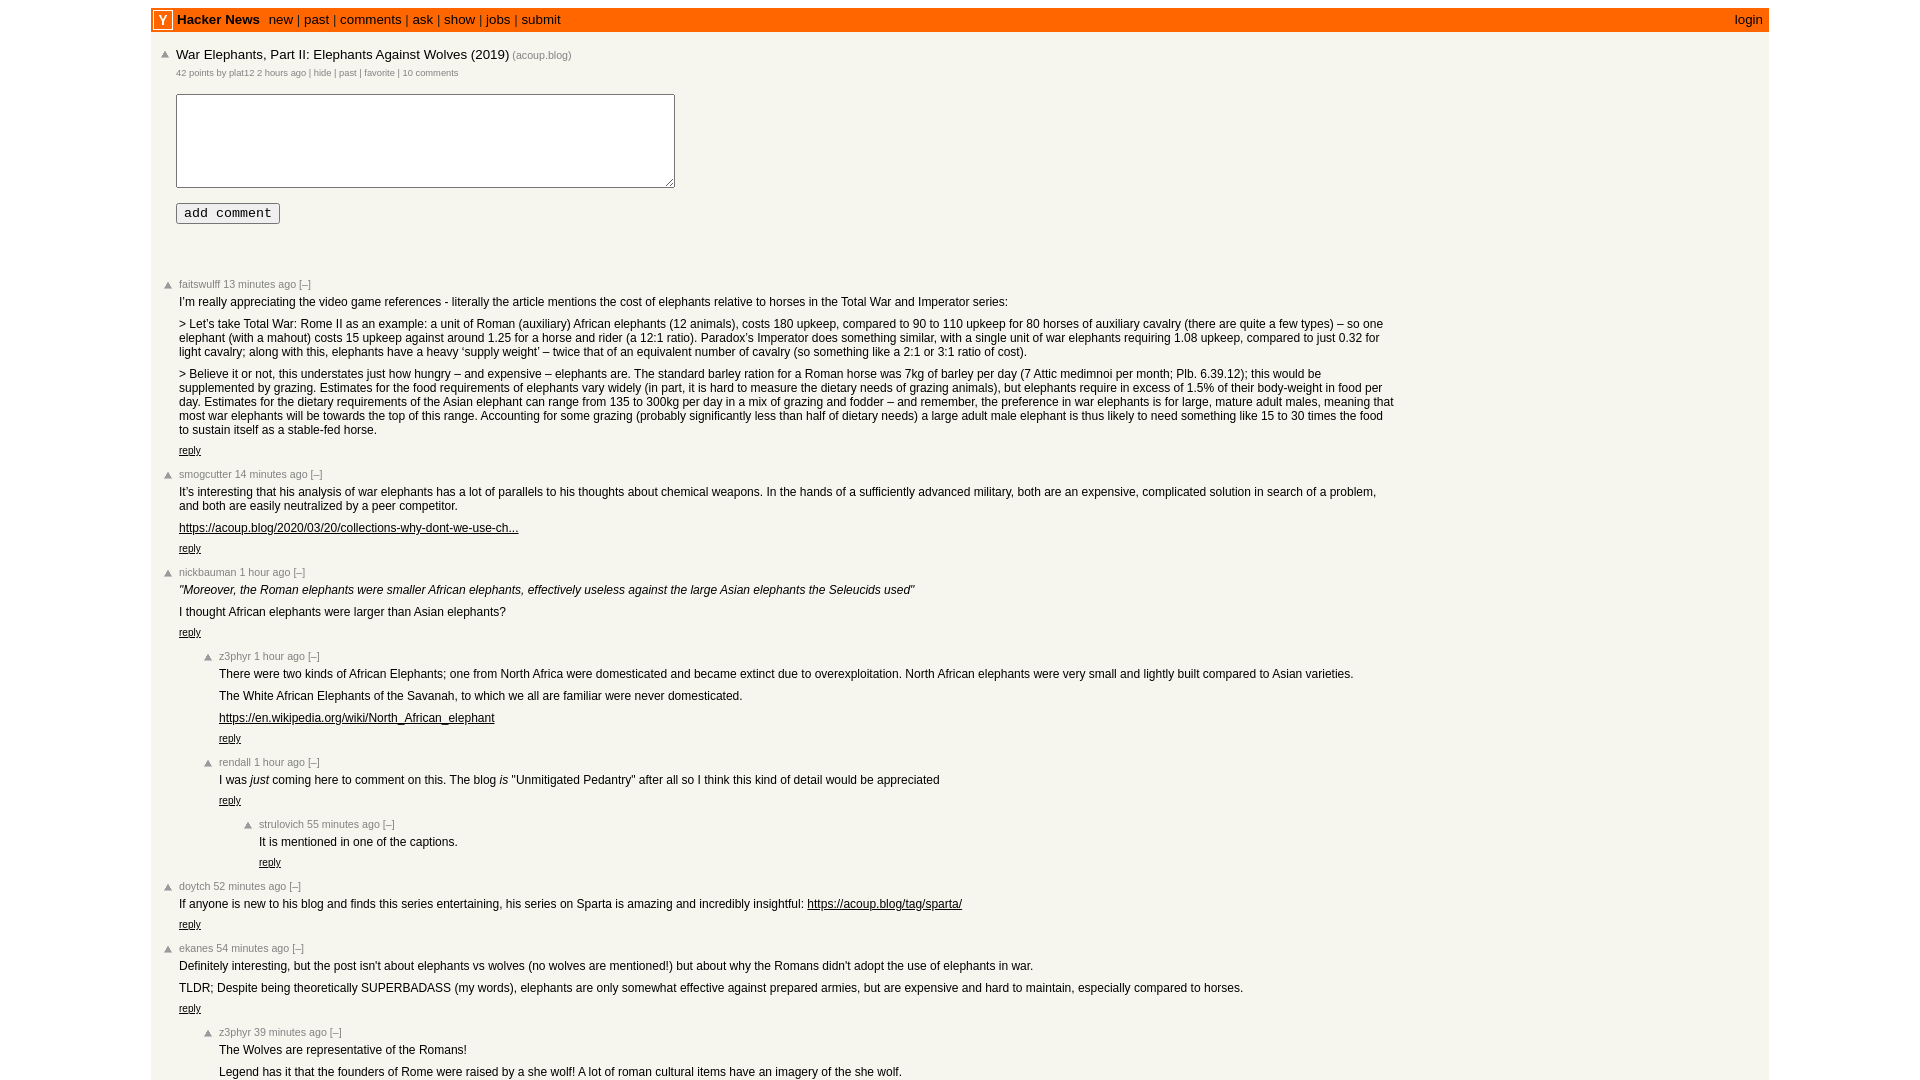 Y Hacker News new | past | comments | ask | show | jobs | submit login
War Elephants, Part II: Elephants Against Wolves (2019) (acoup.blog)
42 points by plat12 2 hours ago | hide | past | favorite | 10 comments
add comment
faitswulff 13 minutes ago [–]
I’m really appreciating the video game references - literally the article mentions the cost of elephants relative to horses in the Total War and Imperator series:
> Let’s take Total War: Rome II as an example: a unit of Roman (auxiliary) African elephants (12 animals), costs 180 upkeep, compared to 90 to 110 upkeep for 80 horses of auxiliary cavalry (there are quite a few types) – so one
elephant (with a mahout) costs 15 upkeep against around 1.25 for a horse and rider (a 12:1 ratio). Paradox’s Imperator does something similar, with a single unit of war elephants requiring 1.08 upkeep, compared to just 0.32 for
light cavalry; along with this, elephants have a heavy ‘supply weight’ – twice that of an equivalent number of cavalry (so something like a 2:1 or 3:1 ratio of cost).
> Believe it or not, this understates just how hungry – and expensive – elephants are. The standard barley ration for a Roman horse was 7kg of barley per day (7 Attic medimnoi per month; Plb. 6.39.12); this would be
supplemented by grazing. Estimates for the food requirements of elephants vary widely (in part, it is hard to measure the dietary needs of grazing animals), but elephants require in excess of 1.5% of their body-weight in food per
day. Estimates for the dietary requirements of the Asian elephant can range from 135 to 300kg per day in a mix of grazing and fodder – and remember, the preference in war elephants is for large, mature adult males, meaning that
most war elephants will be towards the top of this range. Accounting for some grazing (probably significantly less than half of dietary needs) a large adult male elephant is thus likely to need something like 15 to 30 times the food
to sustain itself as a stable-fed horse.
reply
smogcutter 14 minutes ago [–]
It’s interesting that his analysis of war elephants has a lot of parallels to his thoughts about chemical weapons. In the hands of a sufficiently advanced military, both are an expensive, complicated solution in search of a problem,
and both are easily neutralized by a peer competitor.
https://acoup.blog/2020/03/20/collections-why-dont-we-use-ch...
reply
nickbauman 1 hour ago [–]
"Moreover, the Roman elephants were smaller African elephants, effectively useless against the large Asian elephants the Seleucids used"
I thought African elephants were larger than Asian elephants?
reply
z3phyr 1 hour ago [–]
There were two kinds of African Elephants; one from North Africa were domesticated and became extinct due to overexploitation. North African elephants were very small and lightly built compared to Asian varieties.
The White African Elephants of the Savanah, to which we all are familiar were never domesticated.
https://en.wikipedia.org/wiki/North_African_elephant
reply
rendall 1 hour ago [–]
I was just coming here to comment on this. The blog is "Unmitigated Pedantry" after all so I think this kind of detail would be appreciated
reply
strulovich 55 minutes ago [–]
It is mentioned in one of the captions.
reply
doytch 52 minutes ago [–]
If anyone is new to his blog and finds this series entertaining, his series on Sparta is amazing and incredibly insightful: https://acoup.blog/tag/sparta/
reply
ekanes 54 minutes ago [–]
Definitely interesting, but the post isn't about elephants vs wolves (no wolves are mentioned!) but about why the Romans didn't adopt the use of elephants in war.
TLDR; Despite being theoretically SUPERBADASS (my words), elephants are only somewhat effective against prepared armies, but are expensive and hard to maintain, especially compared to horses.
reply
z3phyr 39 minutes ago [–]
The Wolves are representative of the Romans!
Legend has it that the founders of Rome were raised by a she wolf! A lot of roman cultural items have an imagery of the she wolf.